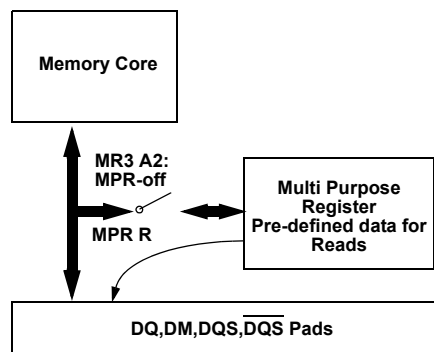 Memory Core
MR3 A2:
MPR-off
MPR R
Multi Purpose
Register
Pre-defined data for
Reads
DQ,DM,DQS,D̅Q̅S̅ Pads